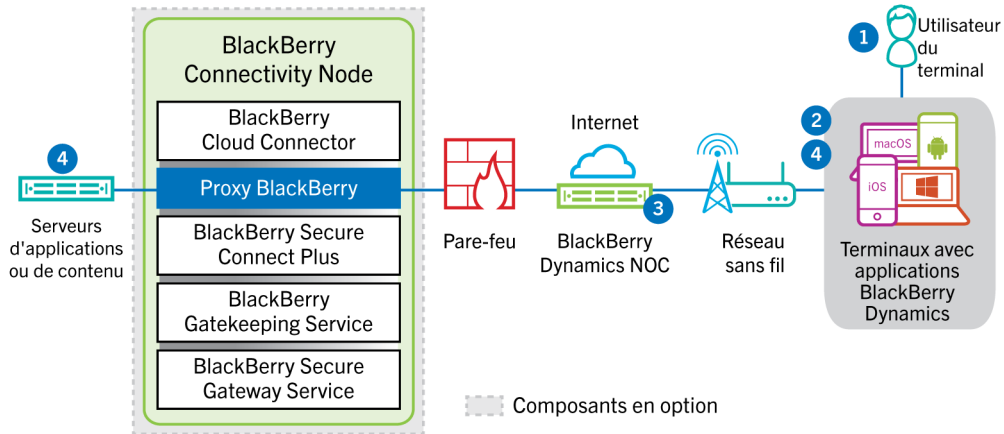 BlackBerry
Connectivity Node
BlackBerry
Cloud Connector
Proxy BlackBerry
BlackBerry Secure
Connect Plus
BlackBerry
Gatekeeping Service
BlackBerry Secure
Gateway Service
4
Serveurs
d'applications
ou de contenu
Pare-feu
Internet
3
BlackBerry
Dynamics NOC
Réseau
sans fil
1
Utilisateur
du
terminal
2
4
macOS
iOS
Terminaux avec
applications
BlackBerry
Dynamics
Composants en option